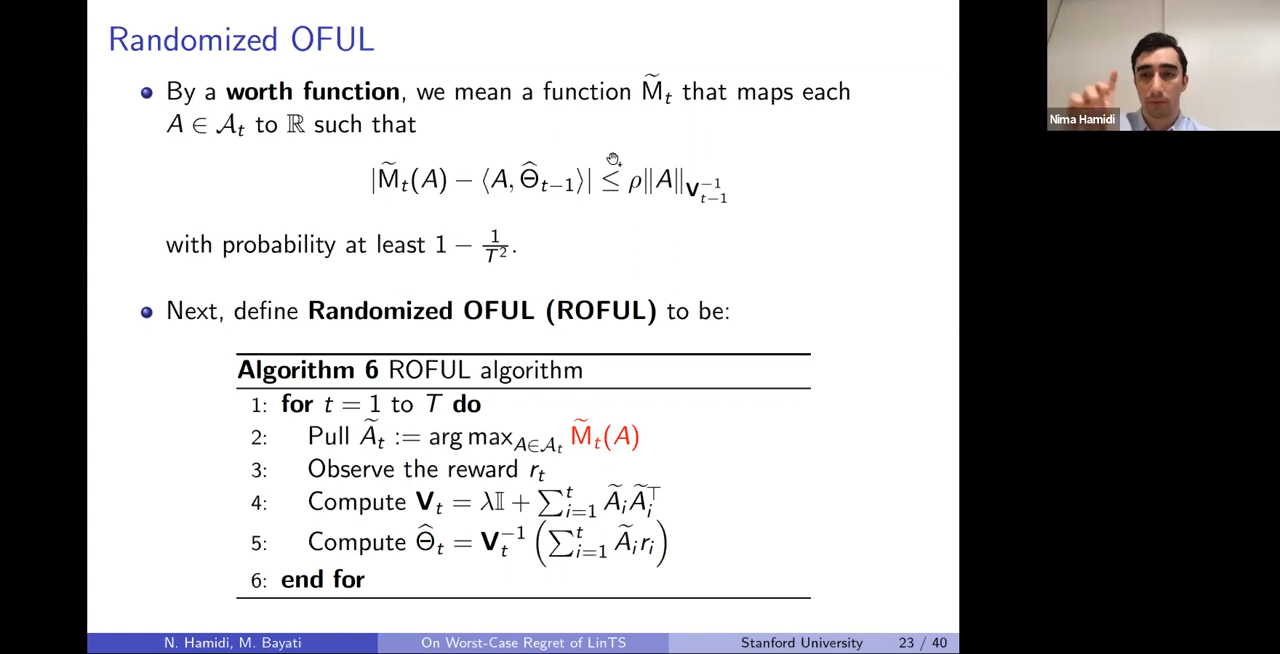 Randomized OFUL
By a worth function, we mean a function M̃ₜ that maps each
A ∈ 𝒜ₜ to ℝ such that
|M̃ₜ(A) − ⟨A, Θ̂ₜ₋₁⟩| ≤ ρ‖A‖_{𝐕ₜ₋₁⁻¹}
with probability at least 1 − 1/T².
Next, define Randomized OFUL (ROFUL) to be:
Algorithm 6 ROFUL algorithm
1: for t = 1 to T do
2: Pull Ãₜ := arg max_{A∈𝒜ₜ} M̃ₜ(A)
3: Observe the reward rₜ
4: Compute 𝐕ₜ = λ𝕀 + ∑ᵢ₌₁ᵗ ÃᵢÃᵢ^⊤
5: Compute Θ̂ₜ = 𝐕ₜ⁻¹ (∑ᵢ₌₁ᵗ Ãᵢrᵢ)
6: end for
N. Hamidi, M. Bayati On Worst-Case Regret of LinTS Stanford University 23 / 40
Nima Hamidi